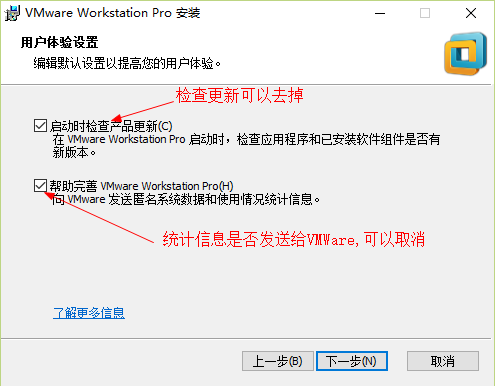 VMware Workstation Pro 安装
用户体验设置
编辑默认设置以提高您的用户体验。
检查更新可以去掉
启动时检查产品更新(C)
在 VMware Workstation Pro 启动时，检查应用程序和已安装软件组件是否有
新版本。
帮助完善 VMware Workstation Pro(H)
向 VMware 发送匿名系统数据和使用情况统计信息。
统计信息是否发送给VMWare,可以取消
了解更多信息
上一步(B) 下一步(N) 取消